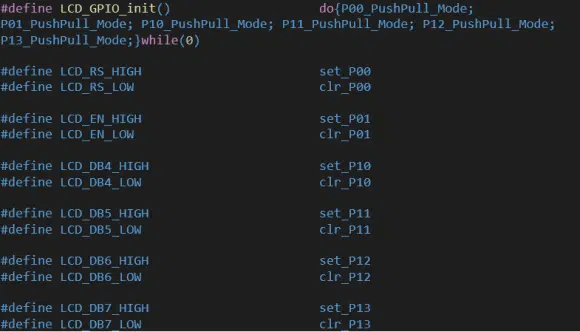 #define LCD_GPIO_init() do{P00_PushPull_Mode;
P01_PushPull_Mode; P10_PushPull_Mode; P11_PushPull_Mode; P12_PushPull_Mode;
P13_PushPull_Mode;}while(0)
#define LCD_RS_HIGH set_P00
#define LCD_RS_LOW clr_P00
#define LCD_EN_HIGH set_P01
#define LCD_EN_LOW clr_P01
#define LCD_DB4_HIGH set_P10
#define LCD_DB4_LOW clr_P10
#define LCD_DB5_HIGH set_P11
#define LCD_DB5_LOW clr_P11
#define LCD_DB6_HIGH set_P12
#define LCD_DB6_LOW clr_P12
#define LCD_DB7_HIGH set_P13
#define LCD_DB7_LOW clr_P13